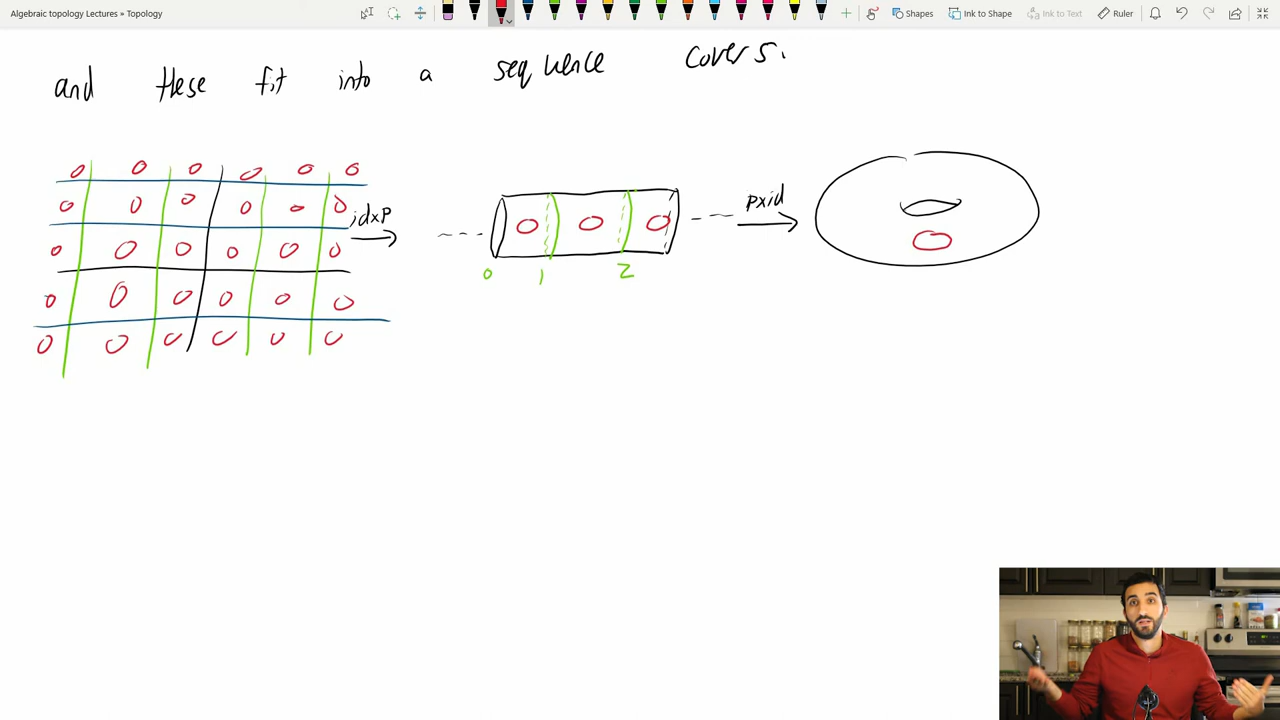 Algebraic topology Lectures » Topology
Shapes
Ink to Shape
Ink to Text
Ruler
and these fit into a sequence covers.
idxp
pxid
0 1 2